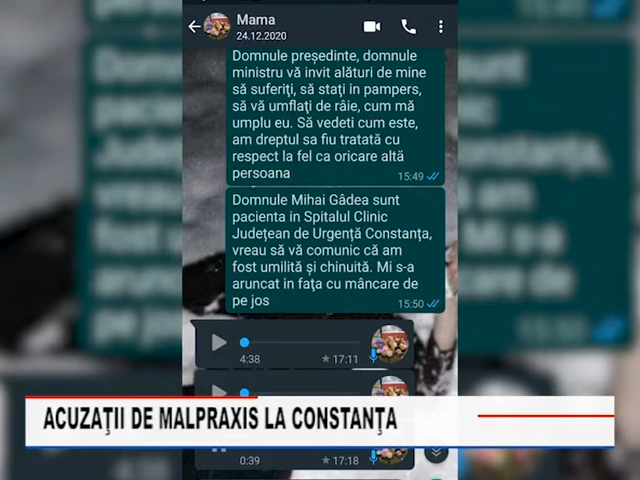 Mama
24.12.2020
Domnule președinte, domnule
ministru vă invit alături de mine
să suferiți, să stați in pampers,
să vă umflați de râie, cum mă
umplu eu. Să vedeti cum este,
am dreptul sa fiu tratată cu
respect la fel ca oricare altă
persoana
15:49
Domnule Mihai Gâdea sunt
pacienta in Spitalul Clinic
Județean de Urgență Constanța,
vreau să vă comunic că am
fost umilită și chinuită. Mi s-a
aruncat in fața cu mâncare de
pe jos
15:50
4:38
17:11
ACUZAȚII DE MALPRAXIS LA CONSTANȚA
0:39
17:18